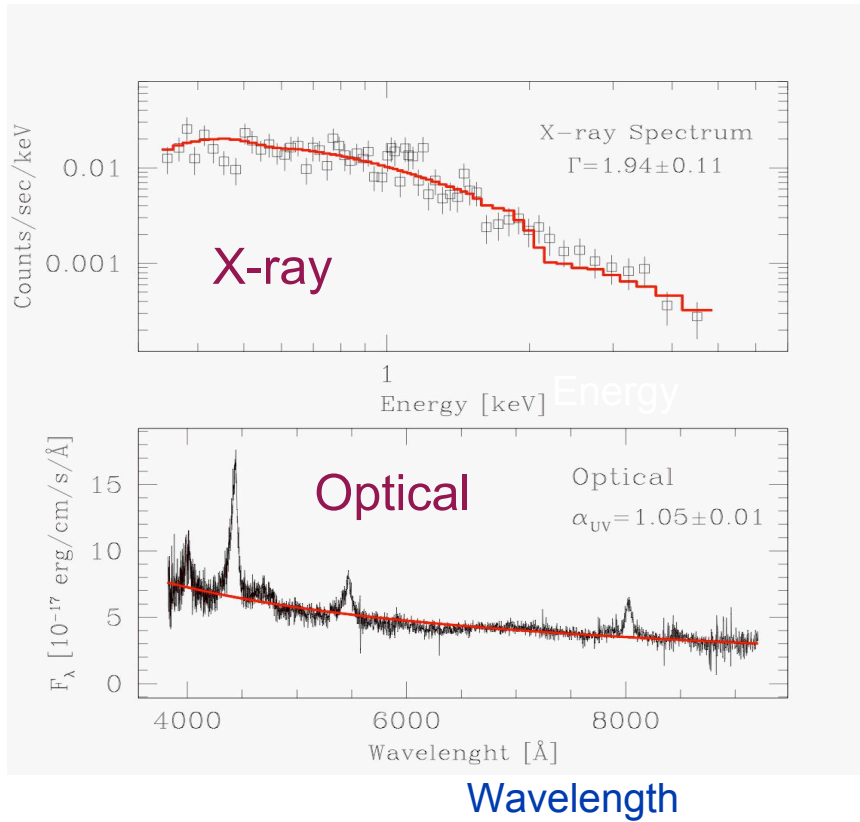 X-ray Spectrum
Γ=1.94±0.11
0.01
0.001
Counts/sec/keV
X-ray
1
Energy [keV]
Energy
Optical
Optical
α_UV=1.05±0.01
15
10
5
0
F_λ [10⁻¹⁷ erg/cm/s/Å]
4000 6000 8000
Wavelenght [Å]
Wavelength